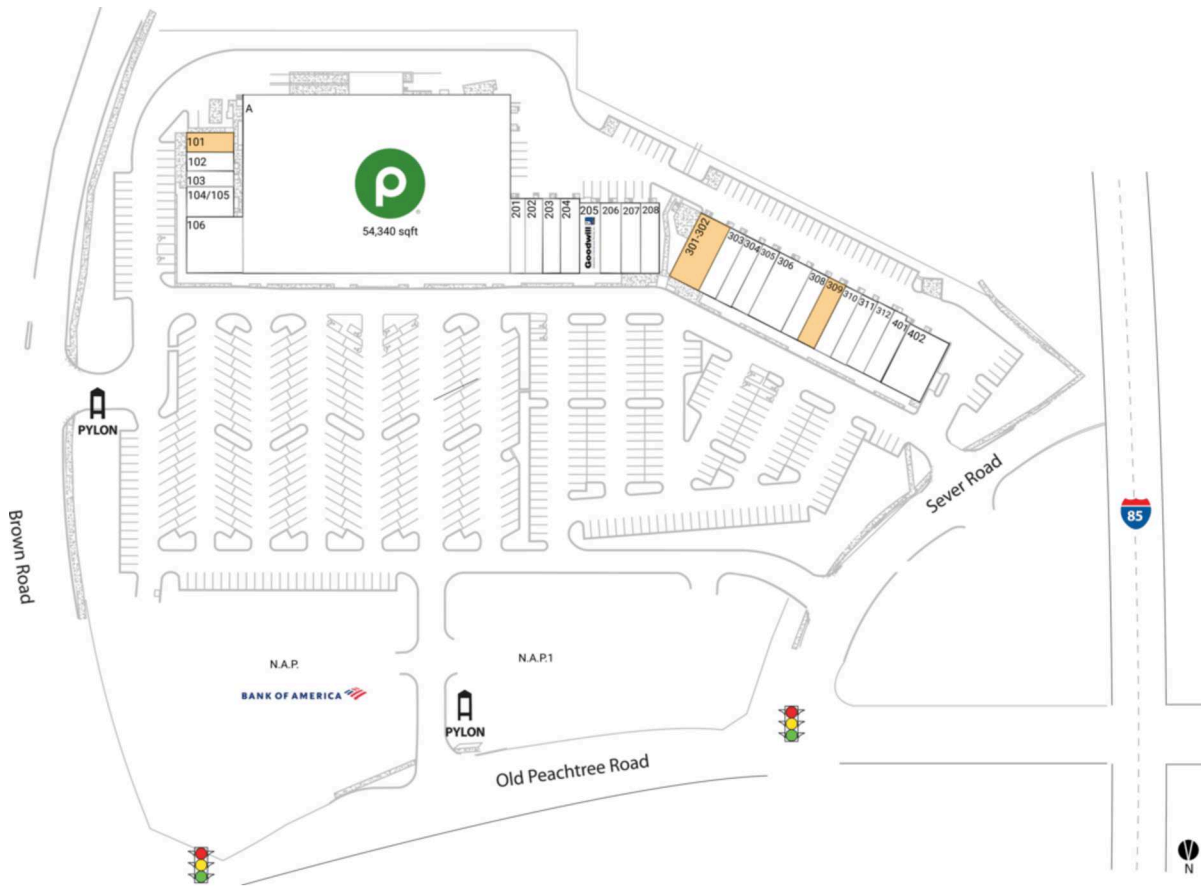 A
101
102
103
104/105
106
54,340 sqft
201
202
203
204
205
Goodwill
206
207
208
301-302
303
304
305
306
308
309
310
311
312
401
402
PYLON
Brown Road
Sever Road
85
N.A.P.
BANK OF AMERICA
N.A.P.1
PYLON
Old Peachtree Road
N